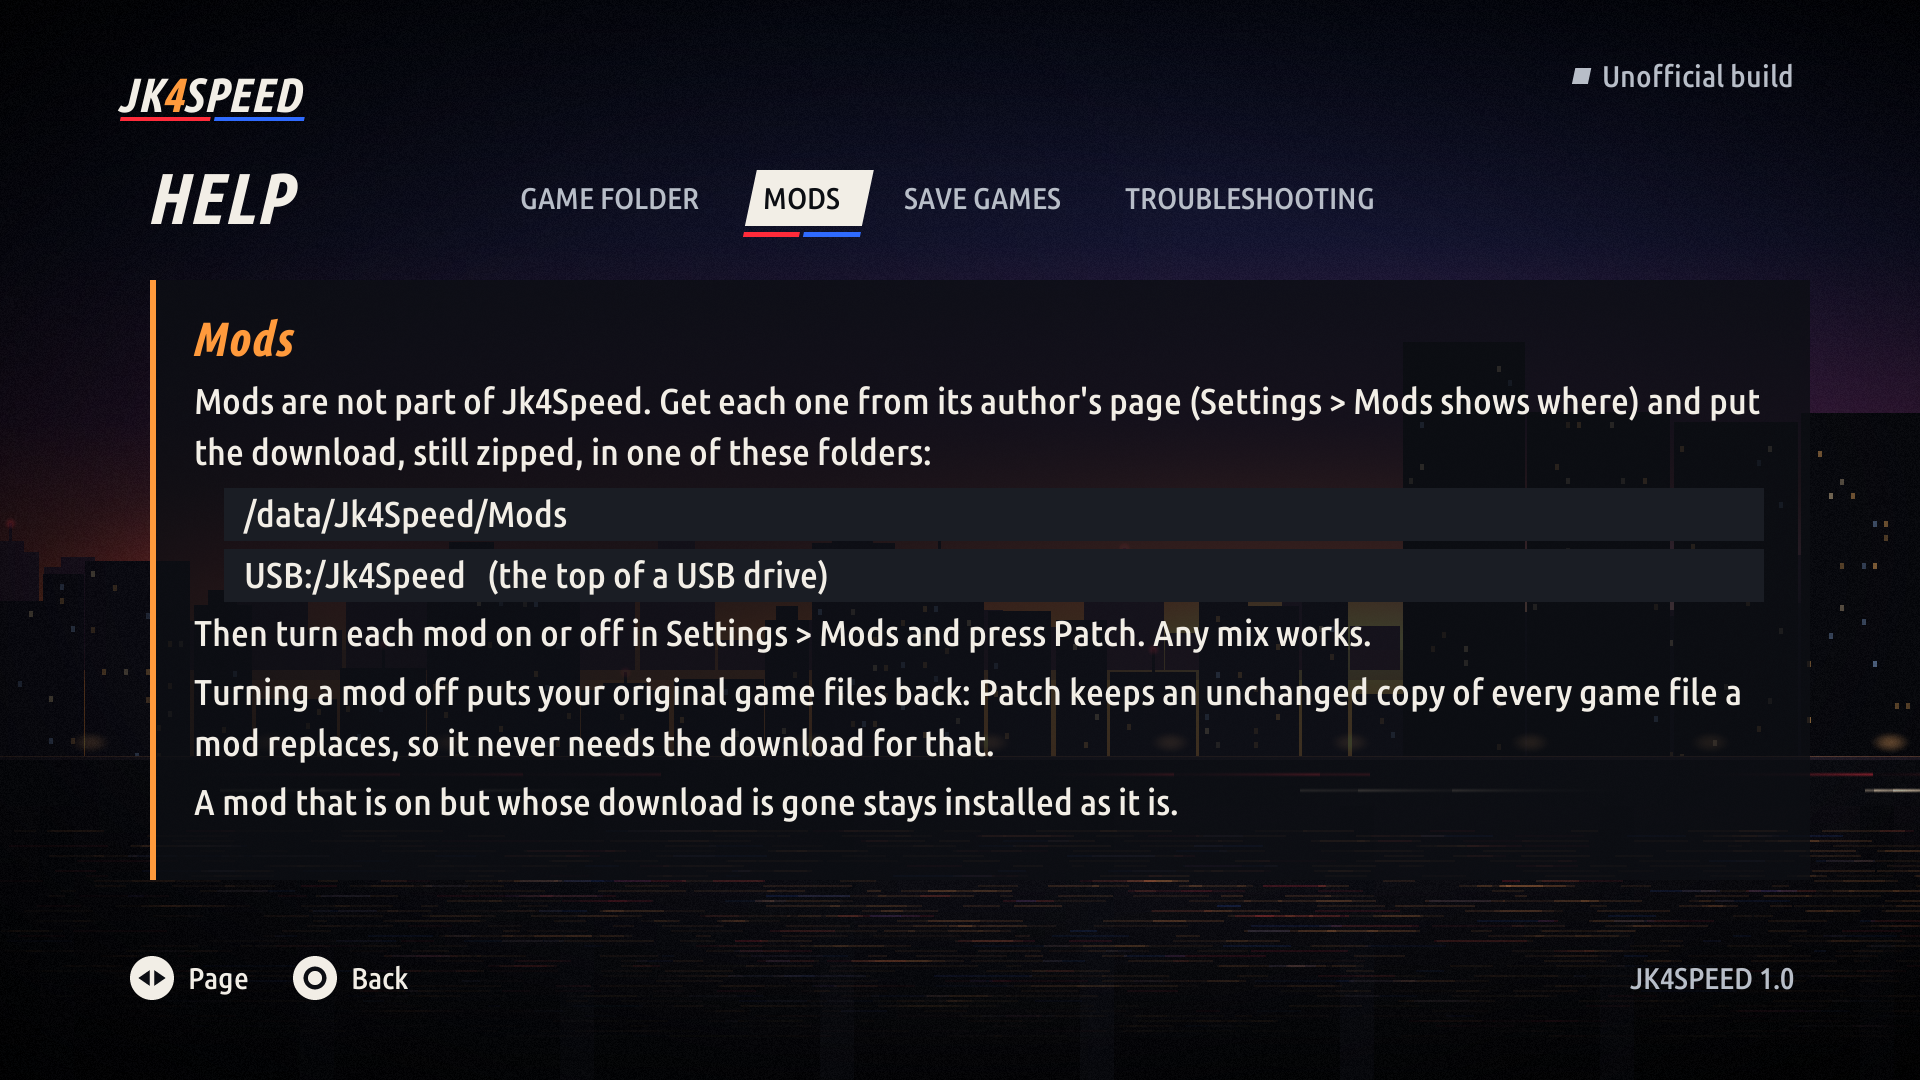 JK4SPEED
Unofficial build
HELP
GAME FOLDER
MODS
SAVE GAMES
TROUBLESHOOTING
Mods
Mods are not part of Jk4Speed. Get each one from its author's page (Settings > Mods shows where) and put
the download, still zipped, in one of these folders:
/data/Jk4Speed/Mods
USB:/Jk4Speed (the top of a USB drive)
Then turn each mod on or off in Settings > Mods and press Patch. Any mix works.
Turning a mod off puts your original game files back: Patch keeps an unchanged copy of every game file a
mod replaces, so it never needs the download for that.
A mod that is on but whose download is gone stays installed as it is.
Page
Back
JK4SPEED 1.0